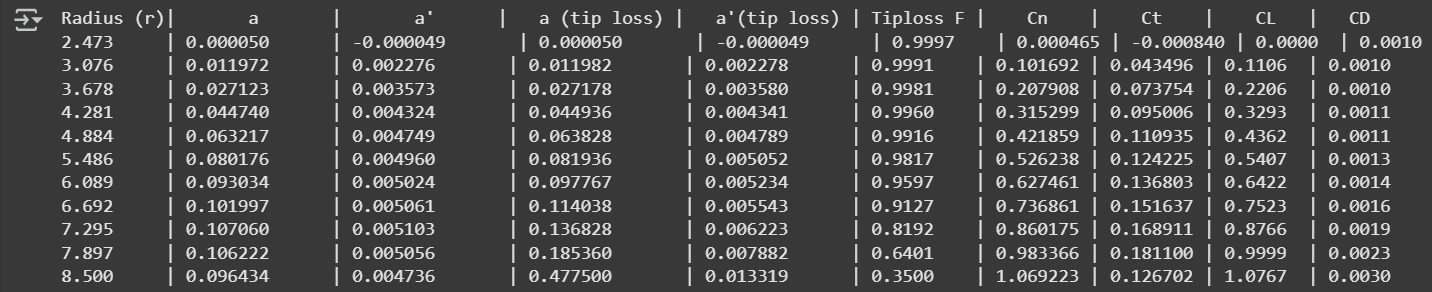 Radius (r)| a | a' | a (tip loss) | a'(tip loss) | Tiploss F | Cn | Ct | CL | CD
2.473 | 0.000050 | -0.000049 | 0.000050 | -0.000049 | 0.9997 | 0.000465 | -0.000840 | 0.0000 | 0.0010
3.076 | 0.011972 | 0.002276 | 0.011982 | 0.002278 | 0.9991 | 0.101692 | 0.043496 | 0.1106 | 0.0010
3.678 | 0.027123 | 0.003573 | 0.027178 | 0.003580 | 0.9981 | 0.207908 | 0.073754 | 0.2206 | 0.0010
4.281 | 0.044740 | 0.004324 | 0.044936 | 0.004341 | 0.9960 | 0.315299 | 0.095006 | 0.3293 | 0.0011
4.884 | 0.063217 | 0.004749 | 0.063828 | 0.004789 | 0.9916 | 0.421859 | 0.110935 | 0.4362 | 0.0011
5.486 | 0.080176 | 0.004960 | 0.081936 | 0.005052 | 0.9817 | 0.526238 | 0.124225 | 0.5407 | 0.0013
6.089 | 0.093034 | 0.005024 | 0.097767 | 0.005234 | 0.9597 | 0.627461 | 0.136803 | 0.6422 | 0.0014
6.692 | 0.101997 | 0.005061 | 0.114038 | 0.005543 | 0.9127 | 0.736861 | 0.151637 | 0.7523 | 0.0016
7.295 | 0.107060 | 0.005103 | 0.136828 | 0.006223 | 0.8192 | 0.860175 | 0.168911 | 0.8766 | 0.0019
7.897 | 0.106222 | 0.005056 | 0.185360 | 0.007882 | 0.6401 | 0.983366 | 0.181100 | 0.9999 | 0.0023
8.500 | 0.096434 | 0.004736 | 0.477500 | 0.013319 | 0.3500 | 1.069223 | 0.126702 | 1.0767 | 0.0030